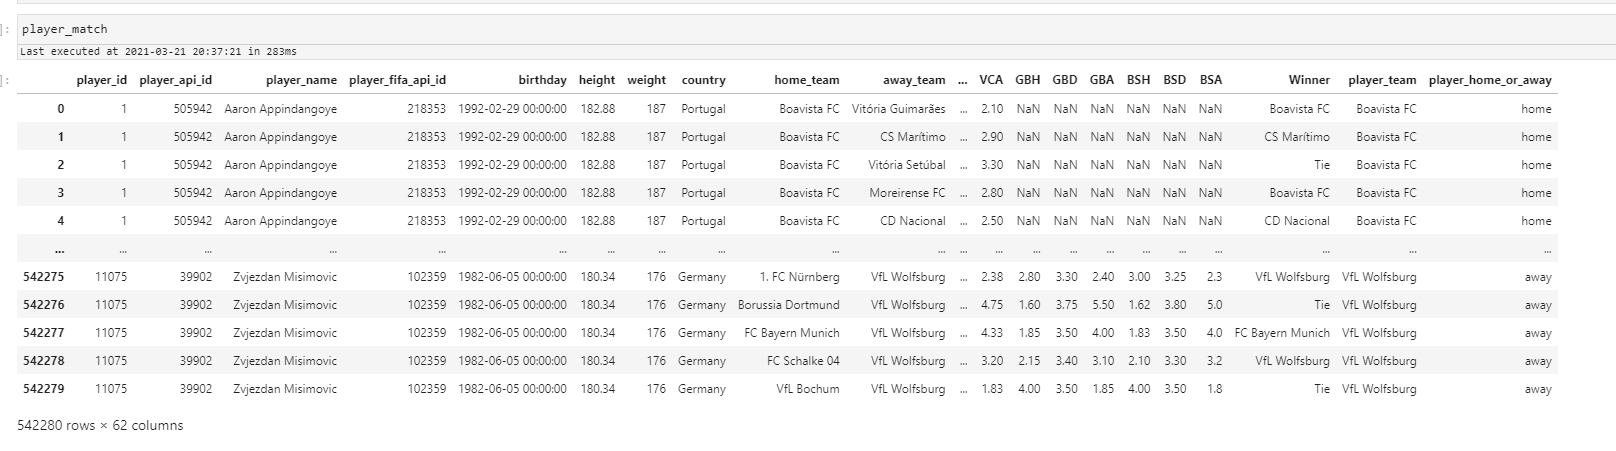 ]:
player_match
Last executed at 2021-03-21 20:37:21 in 283ms
]:
player_id player_api_id player_name player_fifa_api_id birthday height weight country home_team away_team ... VCA GBH GBD GBA BSH BSD BSA Winner player_team player_home_or_away
0 1 505942 Aaron Appindangoye 218353 1992-02-29 00:00:00 182.88 187 Portugal Boavista FC Vitória Guimarães ... 2.10 NaN NaN NaN NaN NaN NaN Boavista FC Boavista FC home
1 1 505942 Aaron Appindangoye 218353 1992-02-29 00:00:00 182.88 187 Portugal Boavista FC CS Marítimo ... 2.90 NaN NaN NaN NaN NaN NaN CS Marítimo Boavista FC home
2 1 505942 Aaron Appindangoye 218353 1992-02-29 00:00:00 182.88 187 Portugal Boavista FC Vitória Setúbal ... 3.30 NaN NaN NaN NaN NaN NaN Tie Boavista FC home
3 1 505942 Aaron Appindangoye 218353 1992-02-29 00:00:00 182.88 187 Portugal Boavista FC Moreirense FC ... 2.80 NaN NaN NaN NaN NaN NaN Boavista FC Boavista FC home
4 1 505942 Aaron Appindangoye 218353 1992-02-29 00:00:00 182.88 187 Portugal Boavista FC CD Nacional ... 2.50 NaN NaN NaN NaN NaN NaN CD Nacional Boavista FC home
... ... ... ... ... ... ... ... ... ... ... ... ... ... ... ... ... ... ... ... ... ...
542275 11075 39902 Zvjezdan Misimovic 102359 1982-06-05 00:00:00 180.34 176 Germany 1. FC Nürnberg VfL Wolfsburg ... 2.38 2.80 3.30 2.40 3.00 3.25 2.3 VfL Wolfsburg VfL Wolfsburg away
542276 11075 39902 Zvjezdan Misimovic 102359 1982-06-05 00:00:00 180.34 176 Germany Borussia Dortmund VfL Wolfsburg ... 4.75 1.60 3.75 5.50 1.62 3.80 5.0 Tie VfL Wolfsburg away
542277 11075 39902 Zvjezdan Misimovic 102359 1982-06-05 00:00:00 180.34 176 Germany FC Bayern Munich VfL Wolfsburg ... 4.33 1.85 3.50 4.00 1.83 3.50 4.0 FC Bayern Munich VfL Wolfsburg away
542278 11075 39902 Zvjezdan Misimovic 102359 1982-06-05 00:00:00 180.34 176 Germany FC Schalke 04 VfL Wolfsburg ... 3.20 2.15 3.40 3.10 2.10 3.30 3.2 VfL Wolfsburg VfL Wolfsburg away
542279 11075 39902 Zvjezdan Misimovic 102359 1982-06-05 00:00:00 180.34 176 Germany VfL Bochum VfL Wolfsburg ... 1.83 4.00 3.50 1.85 4.00 3.50 1.8 Tie VfL Wolfsburg away
542280 rows × 62 columns